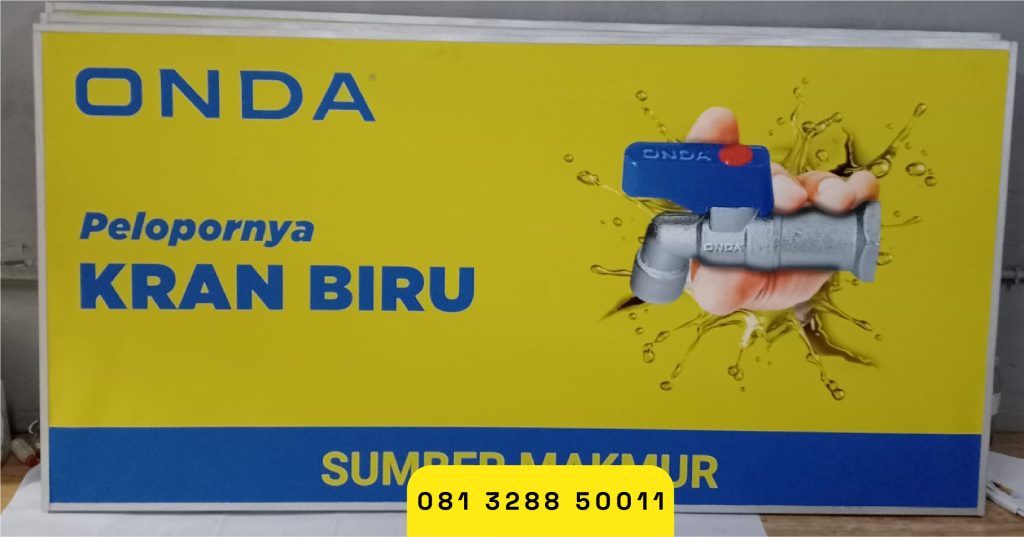 ONDA®
Pelopornya
KRAN BIRU
ONDA
ONDA
SUMBER MAKMUR
081 3288 50011